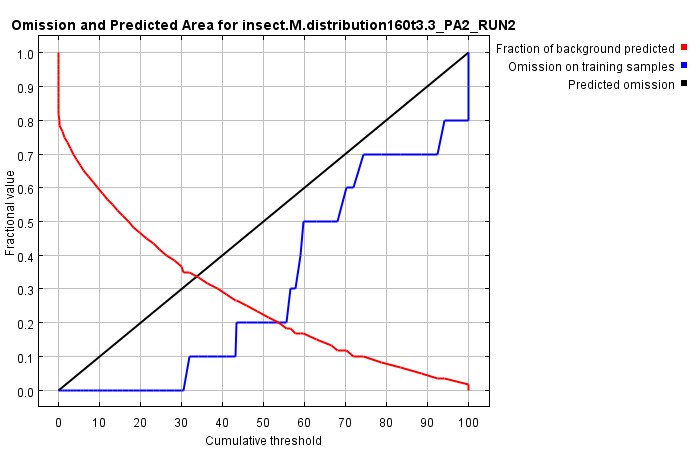 Omission and Predicted Area for insect.M.distribution160t3.3_PA2_RUN2
Fraction of background predicted
Omission on training samples
Predicted omission
Fractional value
1.0
0.9
0.8
0.7
0.6
0.5
0.4
0.3
0.2
0.1
0.0
0 10 20 30 40 50 60 70 80 90 100
Cumulative threshold